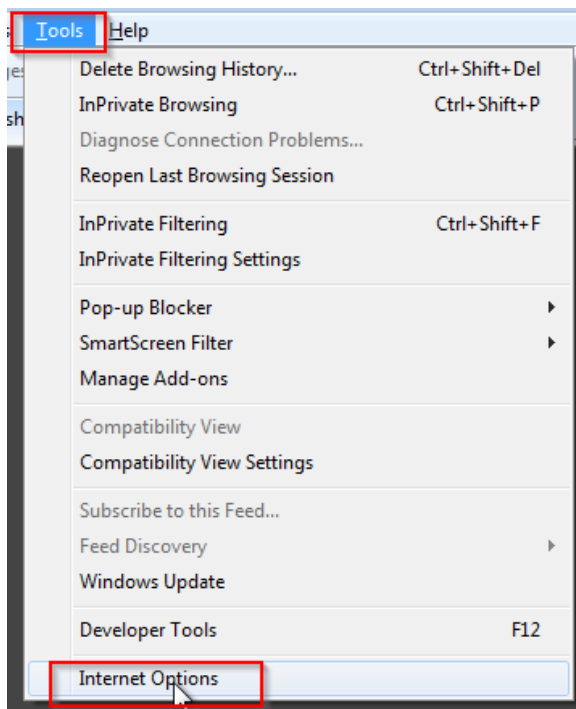 Tools Help
Delete Browsing History... Ctrl+Shift+Del
InPrivate Browsing Ctrl+Shift+P
Diagnose Connection Problems...
Reopen Last Browsing Session
InPrivate Filtering Ctrl+Shift+F
InPrivate Filtering Settings
Pop-up Blocker
SmartScreen Filter
Manage Add-ons
Compatibility View
Compatibility View Settings
Subscribe to this Feed...
Feed Discovery
Windows Update
Developer Tools F12
Internet Options